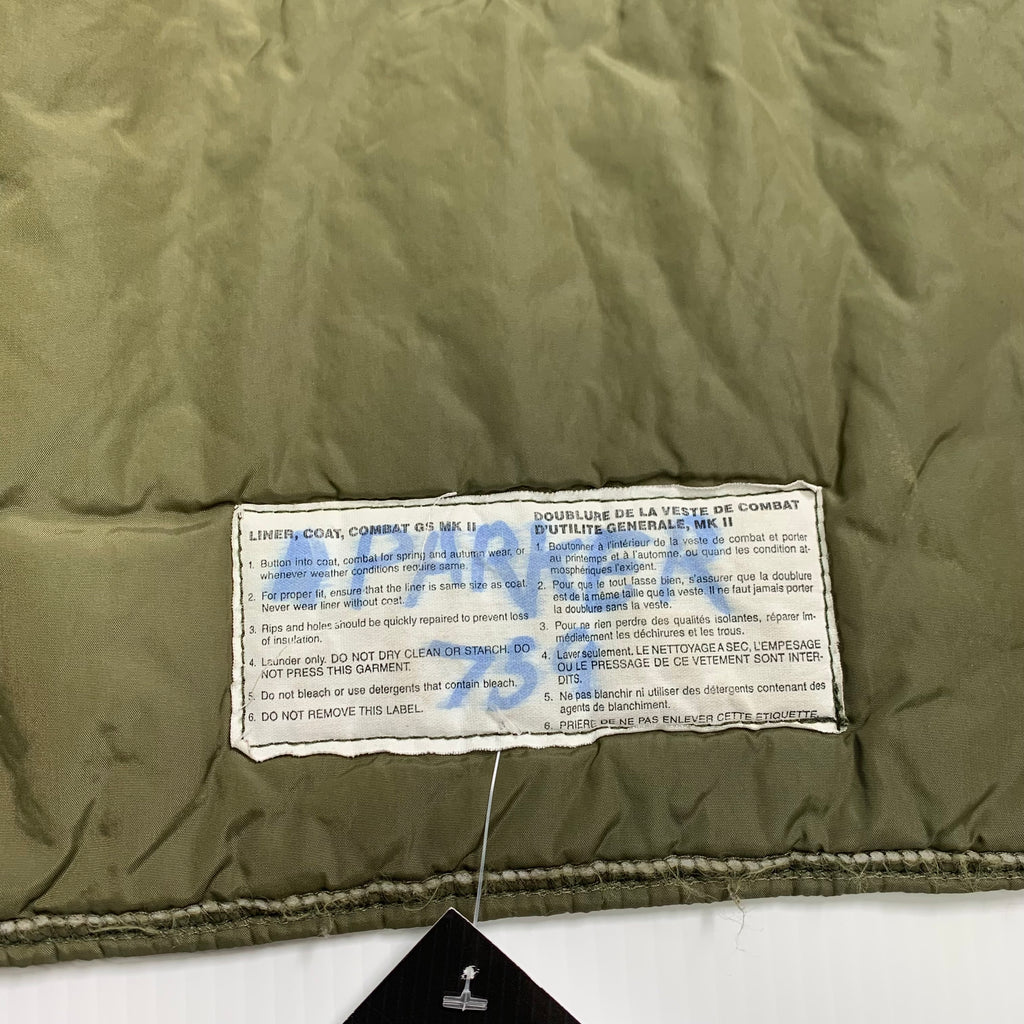 LINER, COAT, COMBAT GS MK II
1. Button into coat, combat for spring and autumn wear, or
whenever weather conditions require same.
2. For proper fit, ensure that the liner is same size as coat.
Never wear liner without coat.
3. Rips and holes should be quickly repaired to prevent loss
of insulation.
4. Launder only. DO NOT DRY CLEAN OR STARCH. DO
NOT PRESS THIS GARMENT.
5. Do not bleach or use detergents that contain bleach.
6. DO NOT REMOVE THIS LABEL.
DOUBLURE DE LA VESTE DE COMBAT
D'UTILITE GENERALE, MK II
1. Boutonner à l'intérieur de la veste de combat et porter
au printemps et à l'automne, ou quand les condition at-
mosphériques l'exigent.
2. Pour que le tout fasse bien, s'assurer que la doublure
est de la même taille que la veste. Il ne faut jamais porter
la doublure sans la veste.
3. Pour ne rien perdre des qualités isolantes, réparer im-
médiatement les déchirures et les trous.
4. Laver seulement. LE NETTOYAGE A SEC, L'EMPESAGE
OU LE PRESSAGE DE CE VETEMENT SONT INTER-
DITS.
5. Ne pas blanchir ni utiliser des détergents contenant des
agents de blanchiment.
6. PRIERE DE NE PAS ENLEVER CETTE ETIQUETTE
PARKER